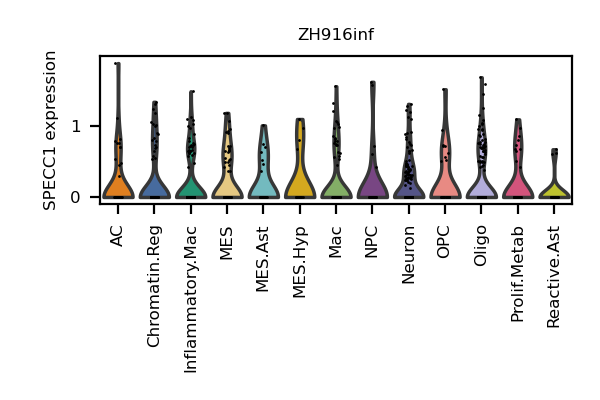 ZH916inf
SPECC1 expression
1
0
AC
Chromatin.Reg
Inflammatory.Mac
MES
MES.Ast
MES.Hyp
Mac
NPC
Neuron
OPC
Oligo
Prolif.Metab
Reactive.Ast